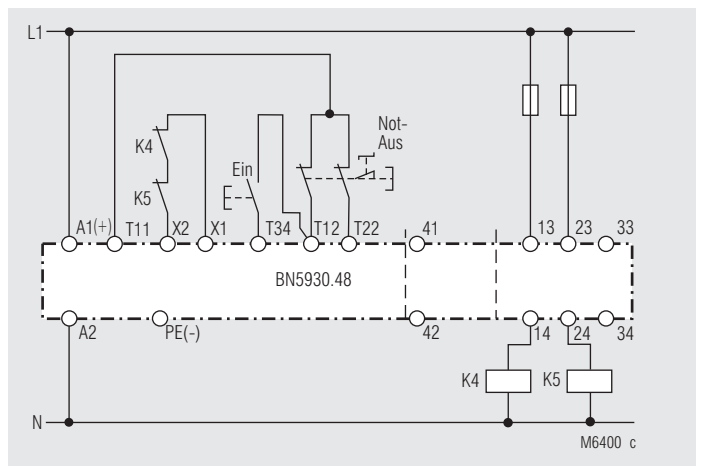 L1
Not-
Aus
K4
Ein
K5
A1(+) T11 X2 X1 T34 T12 T22 41 13 23 33
BN5930.48
A2 PE(-) 42 14 24 34
K4 K5
N
M6400 c